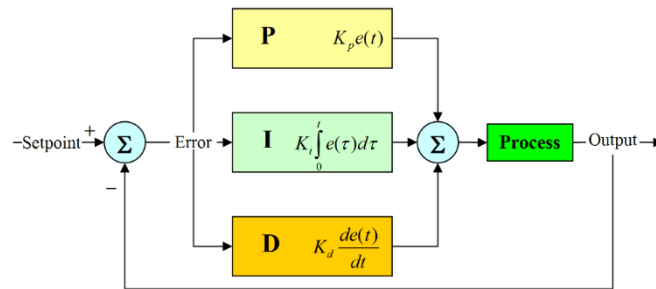 P K_p e(t)
Setpoint + Σ Error I K_i ∫_0^t e(τ)dτ Σ Process Output
−
D K_d de(t)/dt